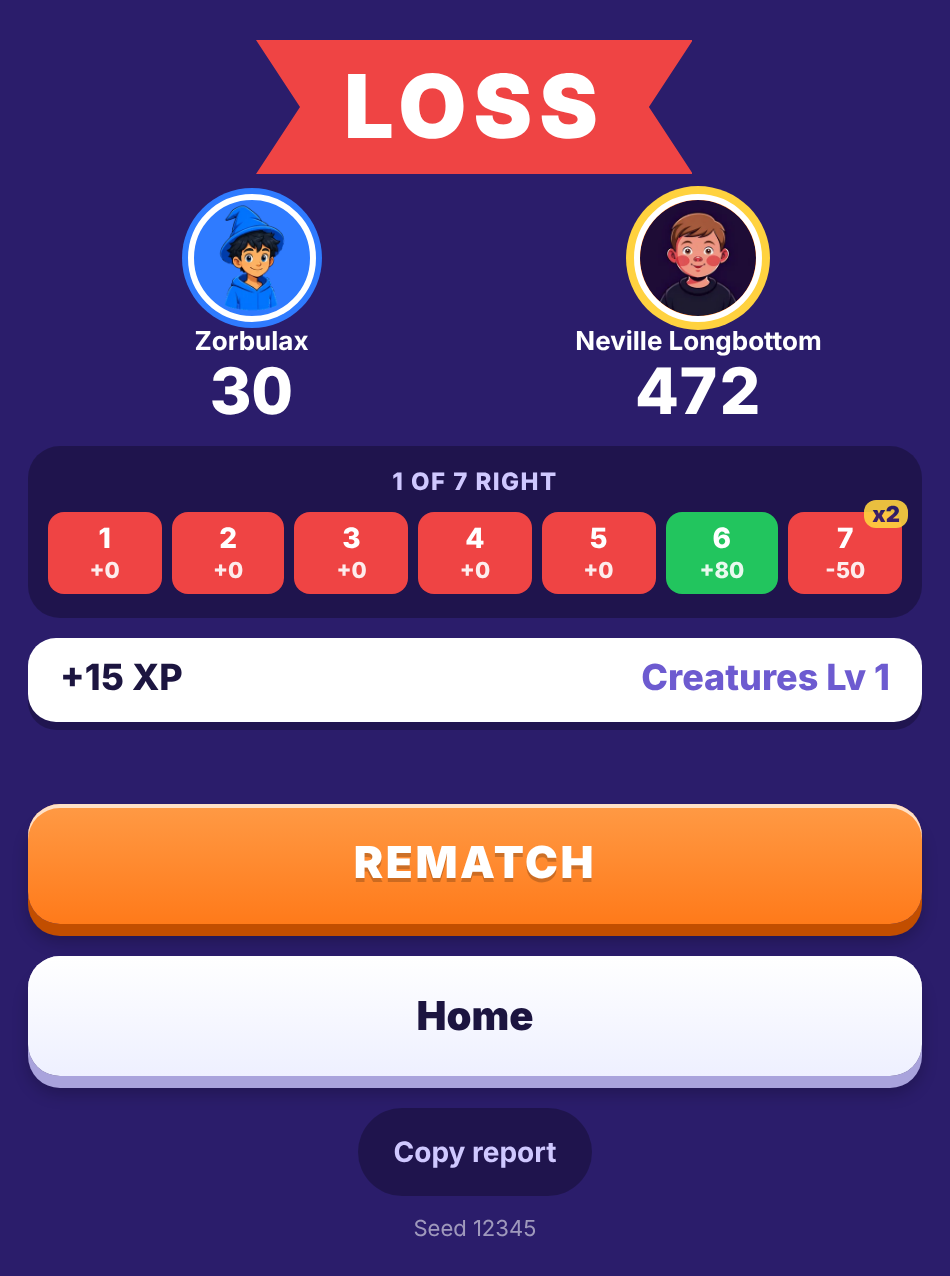 LOSS
Zorbulax
Neville Longbottom
30
472
1 OF 7 RIGHT
x2
1
2
3
4
5
6
7
+0
+0
+0
+0
+0
+80
-50
+15 XP
Creatures Lv 1
REMATCH
Home
Copy report
Seed 12345